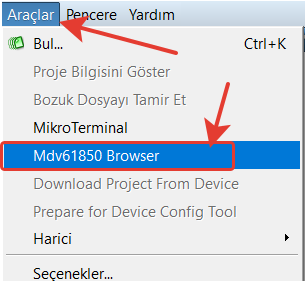 Araçlar Pencere Yardım
Bul... Ctrl+K
Proje Bilgisini Göster
Bozuk Dosyayı Tamir Et
MikroTerminal
Mdv61850 Browser
Download Project From Device
Prepare for Device Config Tool
Harici
Seçenekler...